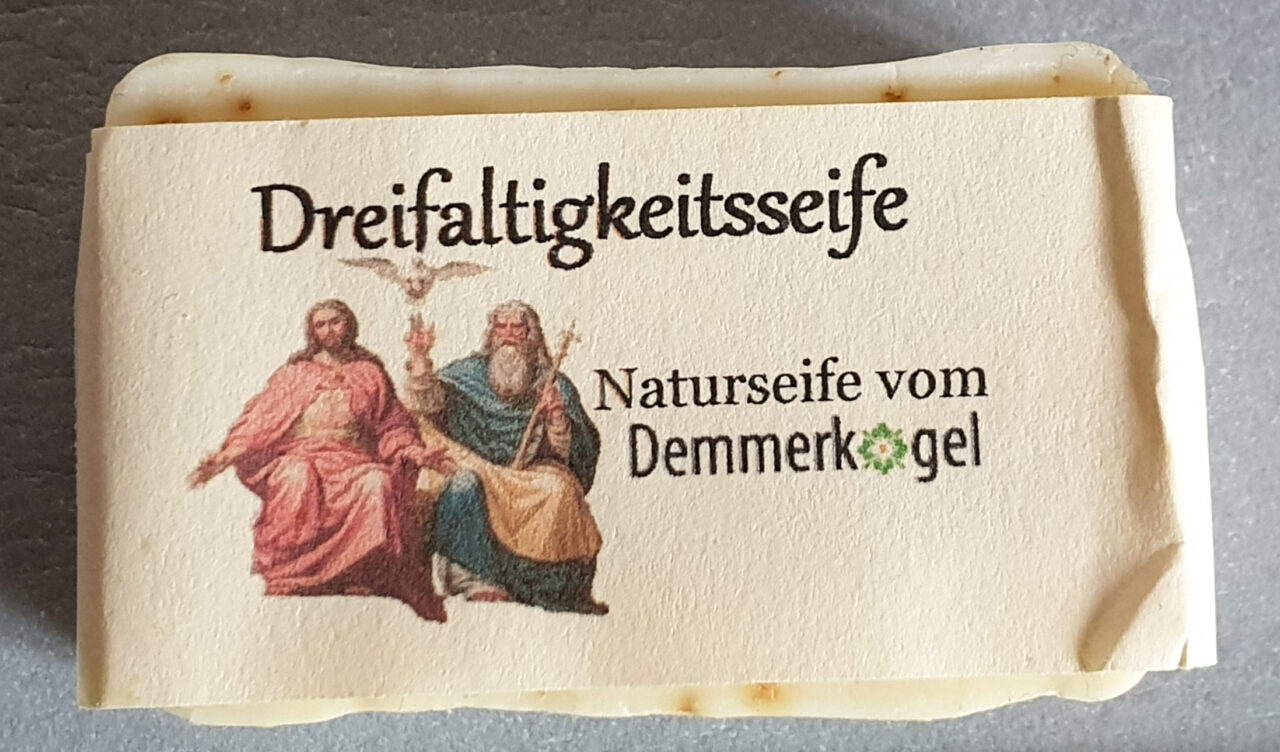 Dreifaltigkeitsseife
Naturseife vom
Demmerkogel